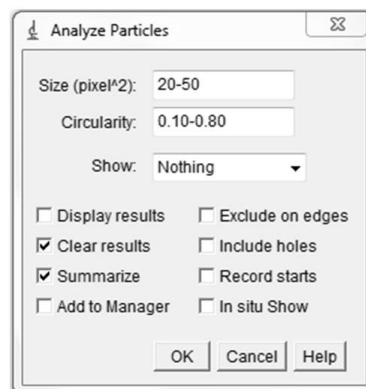 Analyze Particles
Size (pixel^2): 20-50
Circularity: 0.10-0.80
Show: Nothing
Display results Exclude on edges
Clear results Include holes
Summarize Record starts
Add to Manager In situ Show
OK Cancel Help